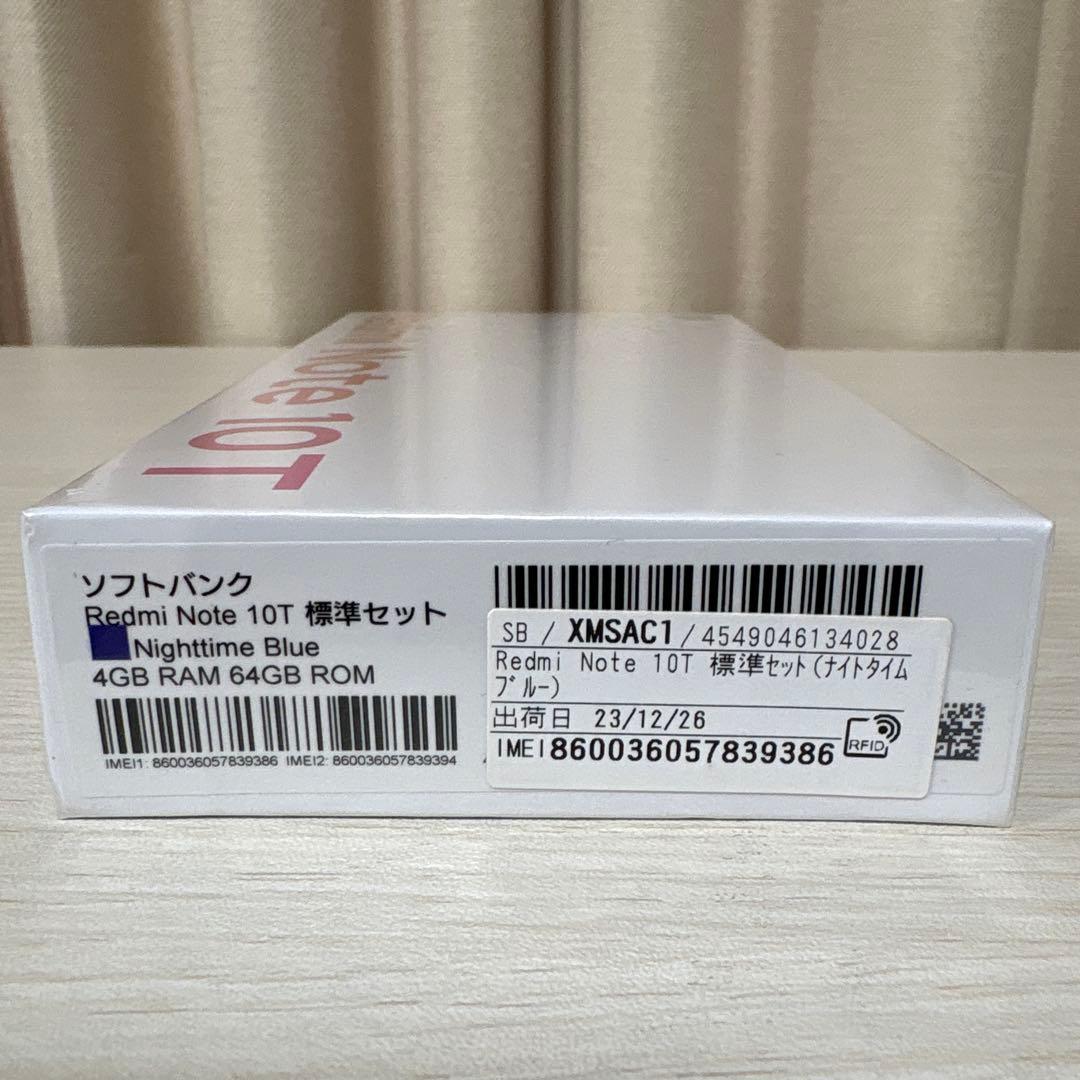 Note 10T
ソフトバンク
Redmi Note 10T 標準セット
Nighttime Blue
4GB RAM 64GB ROM
IMEI1: 860036057839386 IMEI2: 860036057839394
SB / XMSAC1 / 4549046134028
Redmi Note 10T 標準ｾｯﾄ(ﾅｲﾄﾀｲﾑ
ﾌﾞﾙｰ)
出荷日 23/12/26
IMEI 860036057839386
RFID